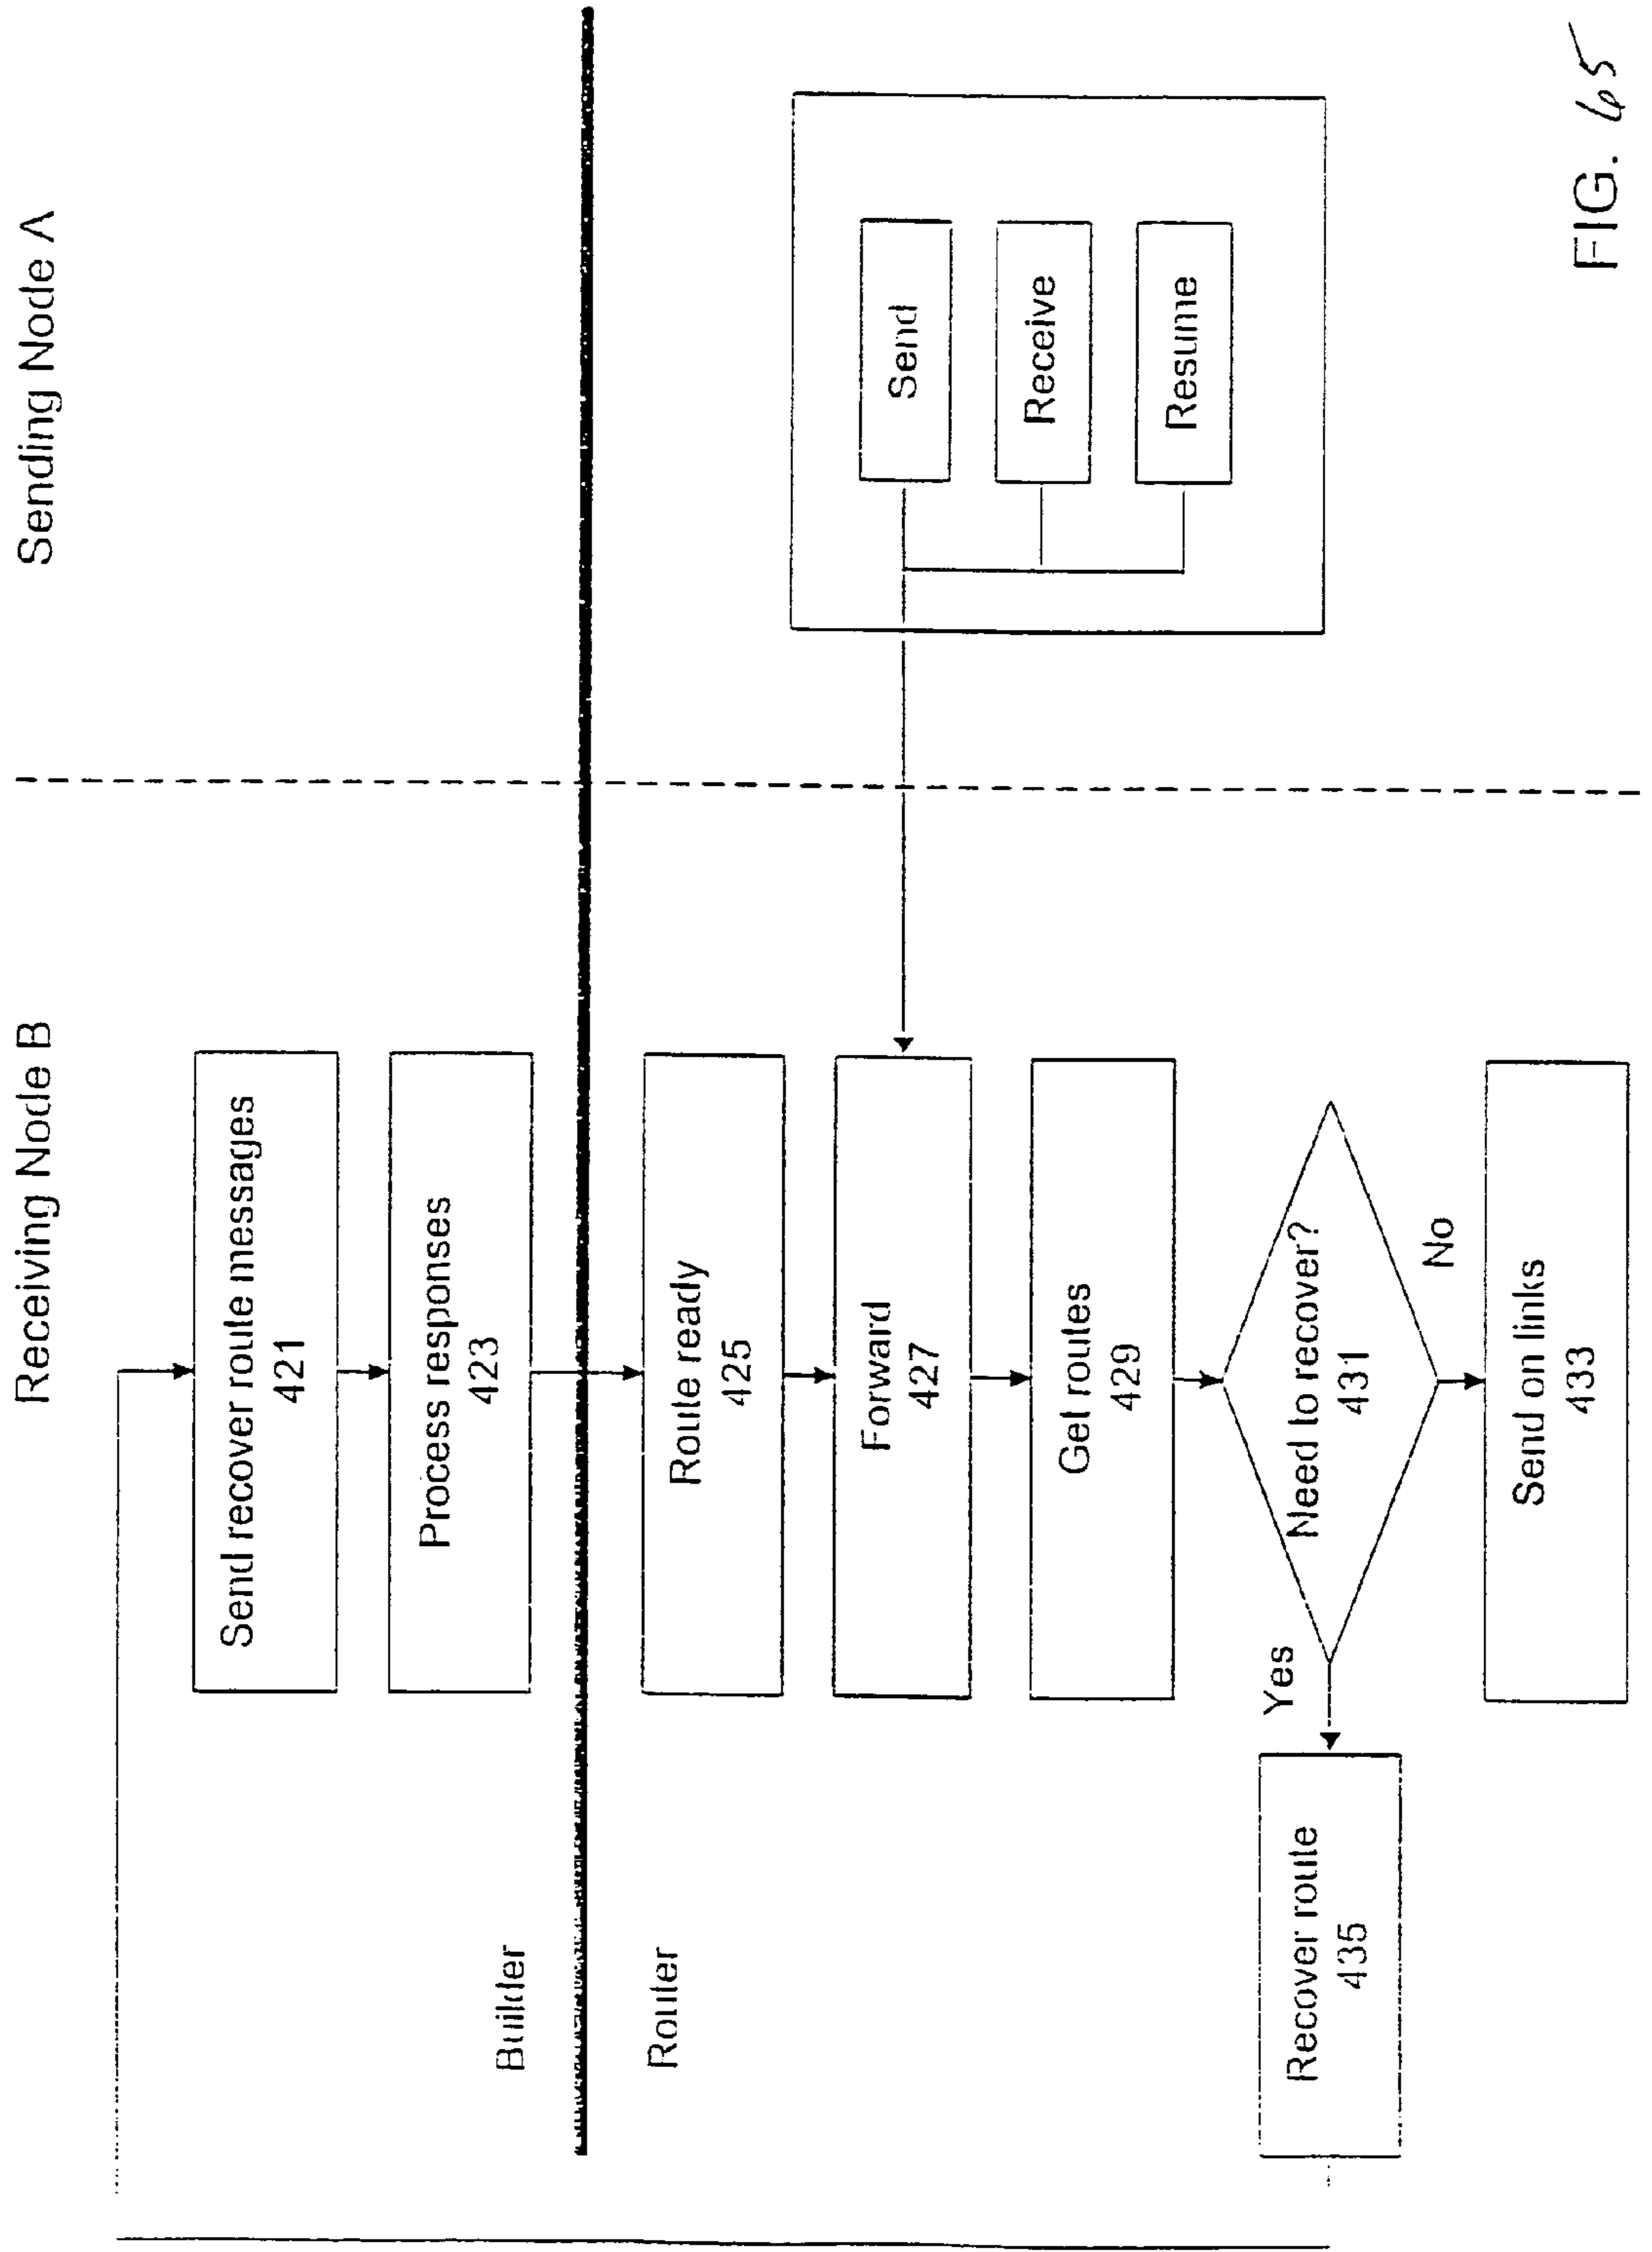 Receiving Node B
Sending Node A
Send recover route messages
421
Process responses
423
Builder
Router
Route ready
425
Forward
427
Get routes
429
Need to recover?
431
Yes
No
Recover route
435
Send on links
433
Send
Receive
Resume
FIG. 65